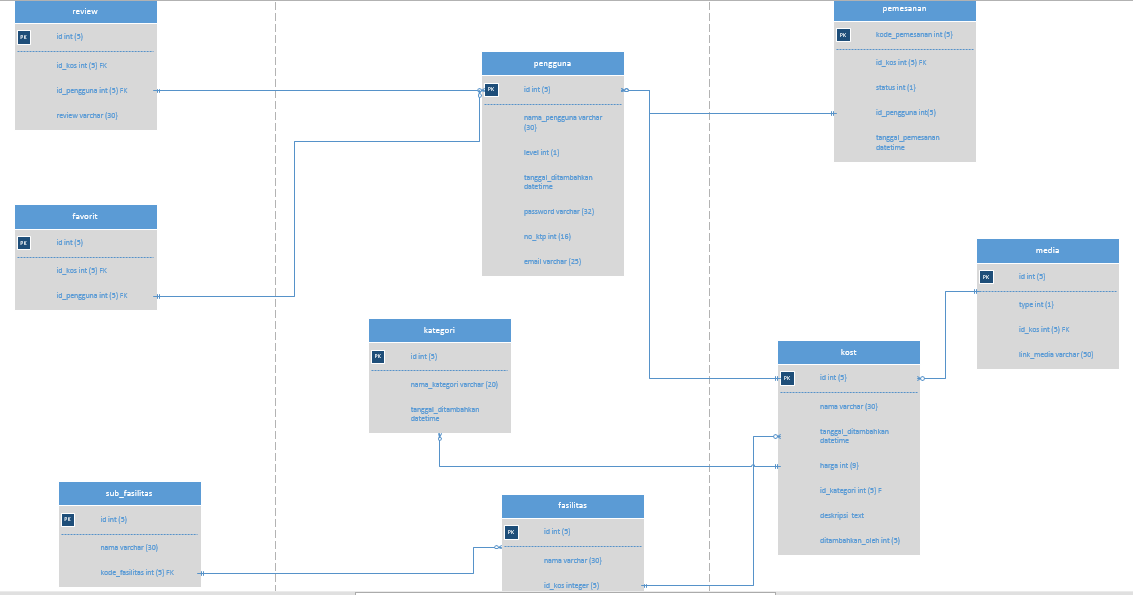 review
PK id int (5)
id_kos int (5) FK
id_pengguna int (5) FK
review varchar (30)
favorit
PK id int (5)
id_kos int (5) FK
id_pengguna int (5) FK
pengguna
PK id int (5)
nama_pengguna varchar
(30)
level int (1)
tanggal_ditambahkan
datetime
password varchar (32)
no_ktp int (16)
email varchar (25)
pemesanan
PK kode_pemesanan int (5)
id_kos int (5) FK
status int (1)
id_pengguna int(5)
tanggal_pemesanan
datetime
media
PK id int (5)
type int (1)
id_kos int (5) FK
link_media varchar (50)
kategori
PK id int (5)
nama_kategori varchar (20)
tanggal_ditambahkan
datetime
kost
PK id int (5)
nama varchar (30)
tanggal_ditambahkan
datetime
harga int (9)
id_kategori int (5) F
deskripsi text
ditambahkan_oleh int (5)
sub_fasilitas
PK id int (5)
nama varchar (30)
kode_fasilitas int (5) FK
fasilitas
PK id int (5)
nama varchar (30)
id_kos integer (5)